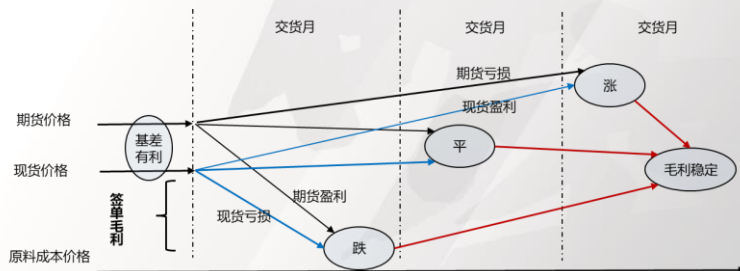 交货月
交货月
交货月
期货亏损
涨
现货盈利
期货价格
基差
有利
平
现货价格
毛利稳定
签单毛利
期货盈利
现货亏损
跌
原料成本价格